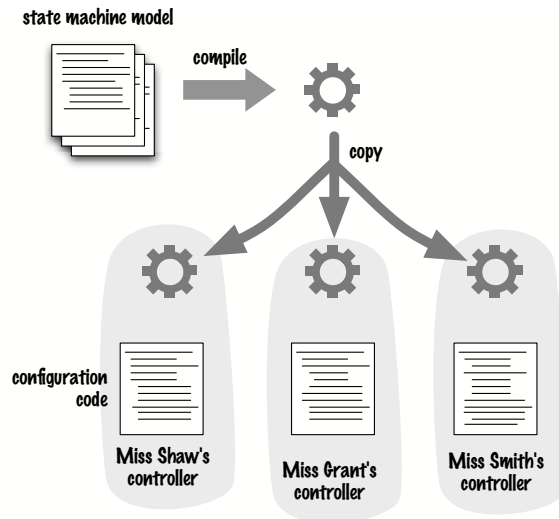 state machine model
compile
copy
configuration
code
Miss Shaw's
controller
Miss Grant's
controller
Miss Smith's
controller